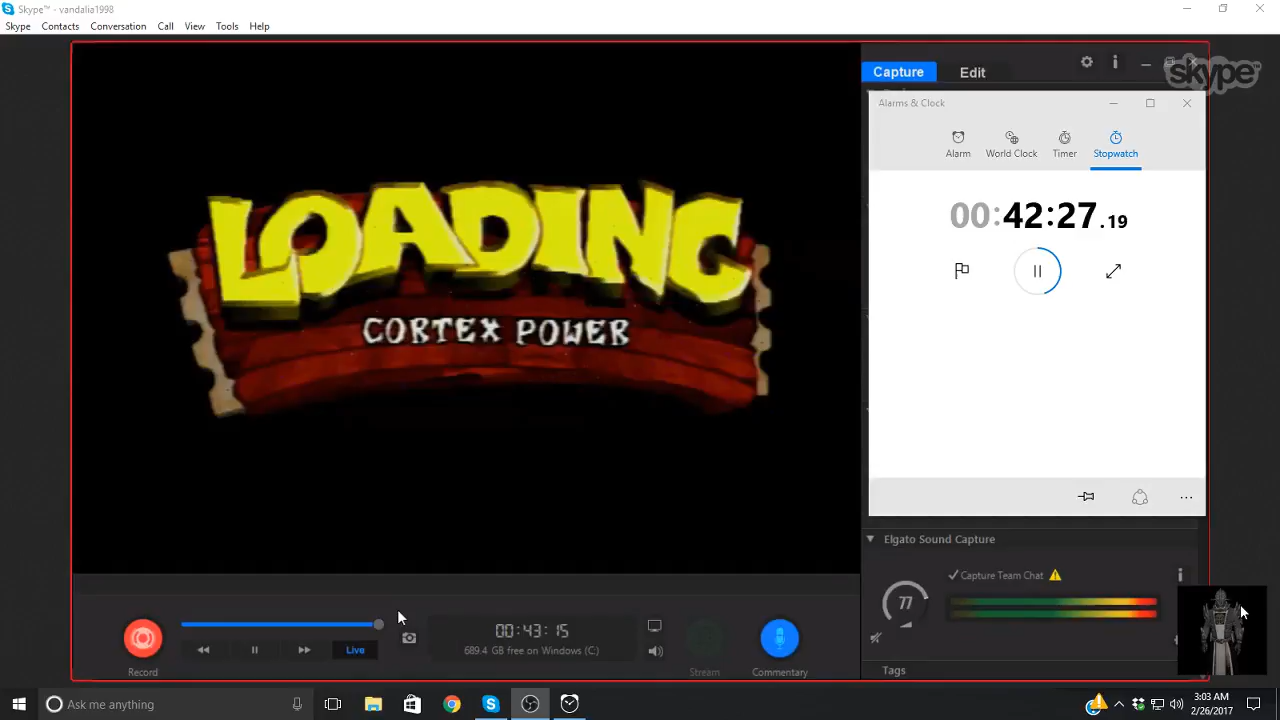 Skype™ - vandalia1998
Skype Contacts Conversation Call View Tools Help
Capture Edit
skype™
Alarms & Clock
Alarm World Clock Timer Stopwatch
00:42:27.19
LOADING
CORTEX POWER
Elgato Sound Capture
Capture Team Chat
77
00:43:15
689.4 GB free on Windows (C)
Live
Record Stream Commentary
Tags
Ask me anything
3:03 AM
2/26/2017